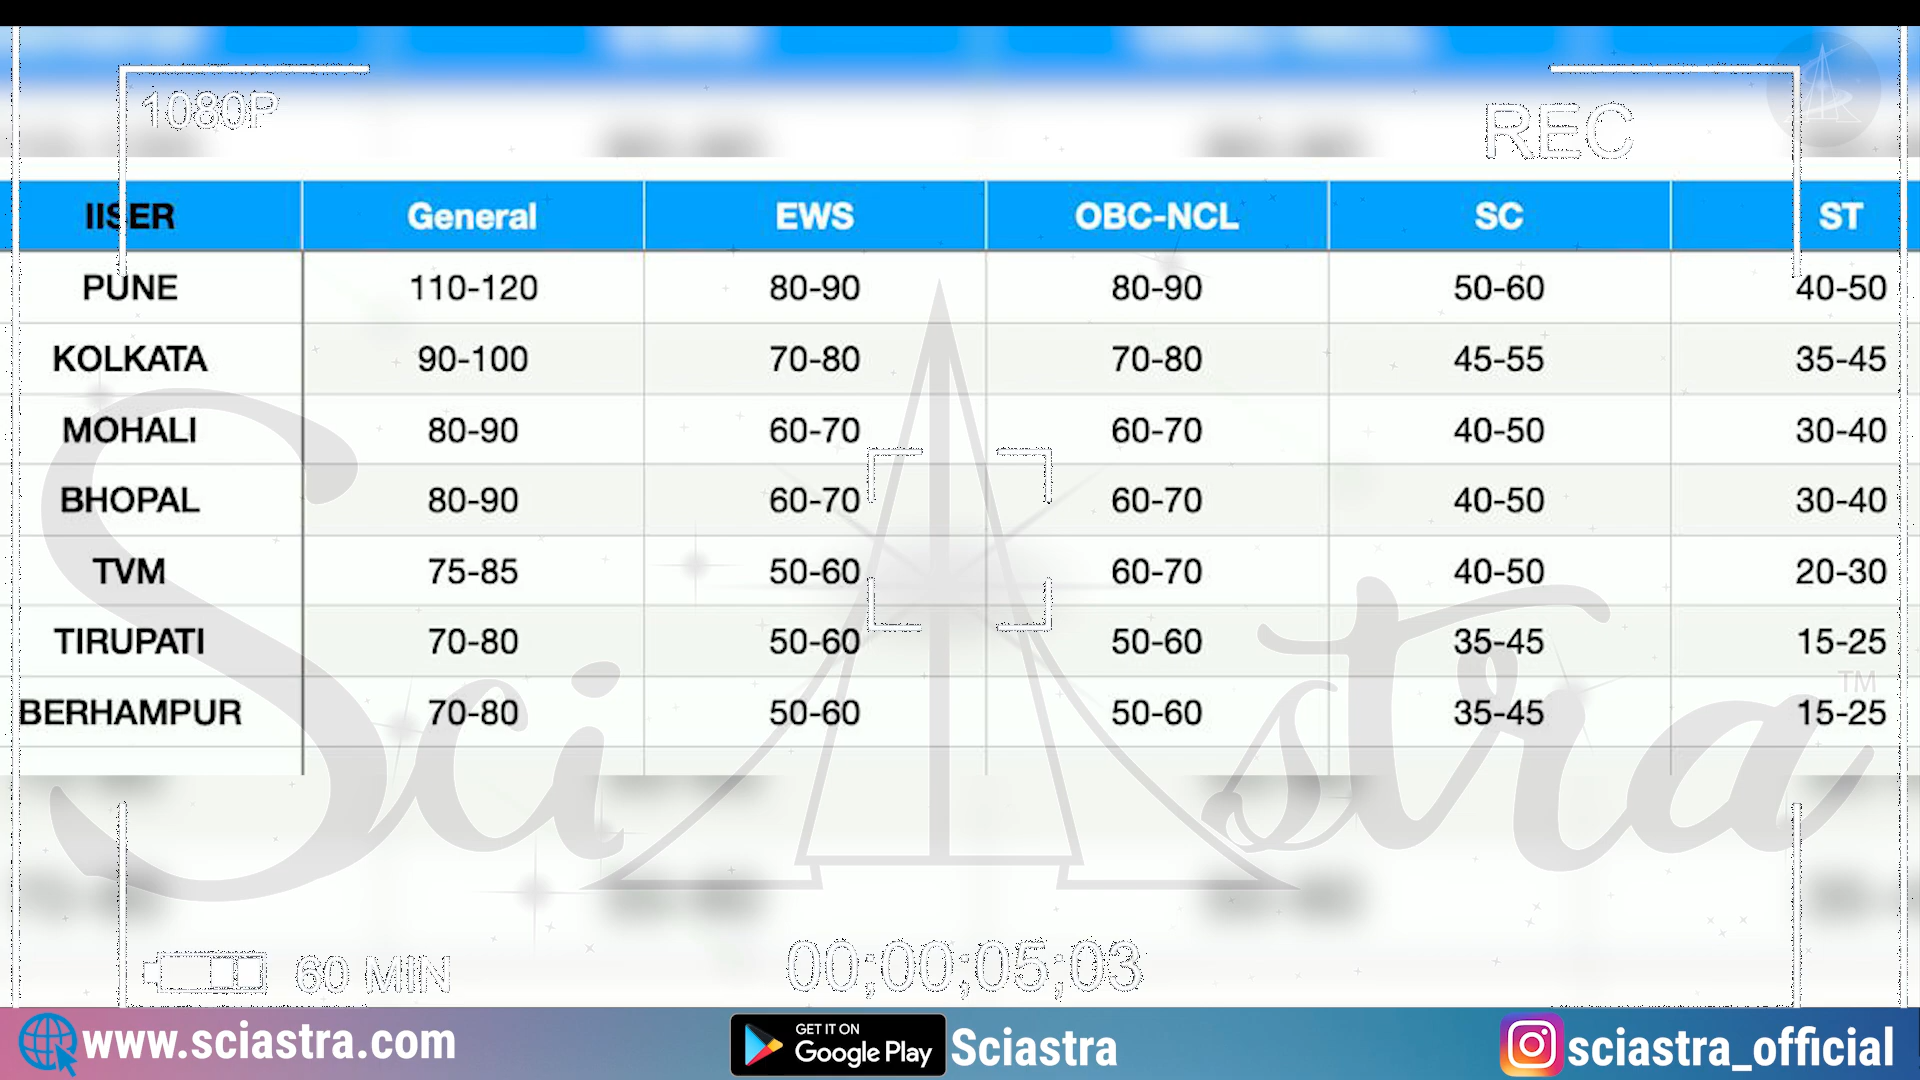 1080P
REC
IISER General EWS OBC-NCL SC ST
PUNE 110-120 80-90 80-90 50-60 40-50
KOLKATA 90-100 70-80 70-80 45-55 35-45
MOHALI 80-90 60-70 60-70 40-50 30-40
BHOPAL 80-90 60-70 60-70 40-50 30-40
TVM 75-85 50-60 60-70 40-50 20-30
TIRUPATI 70-80 50-60 50-60 35-45 15-25
BERHAMPUR 70-80 50-60 50-60 35-45 15-25
SciAstra TM
60 MIN
00;00;05;03
www.sciastra.com
GET IT ON
Google Play
Sciastra
sciastra_official